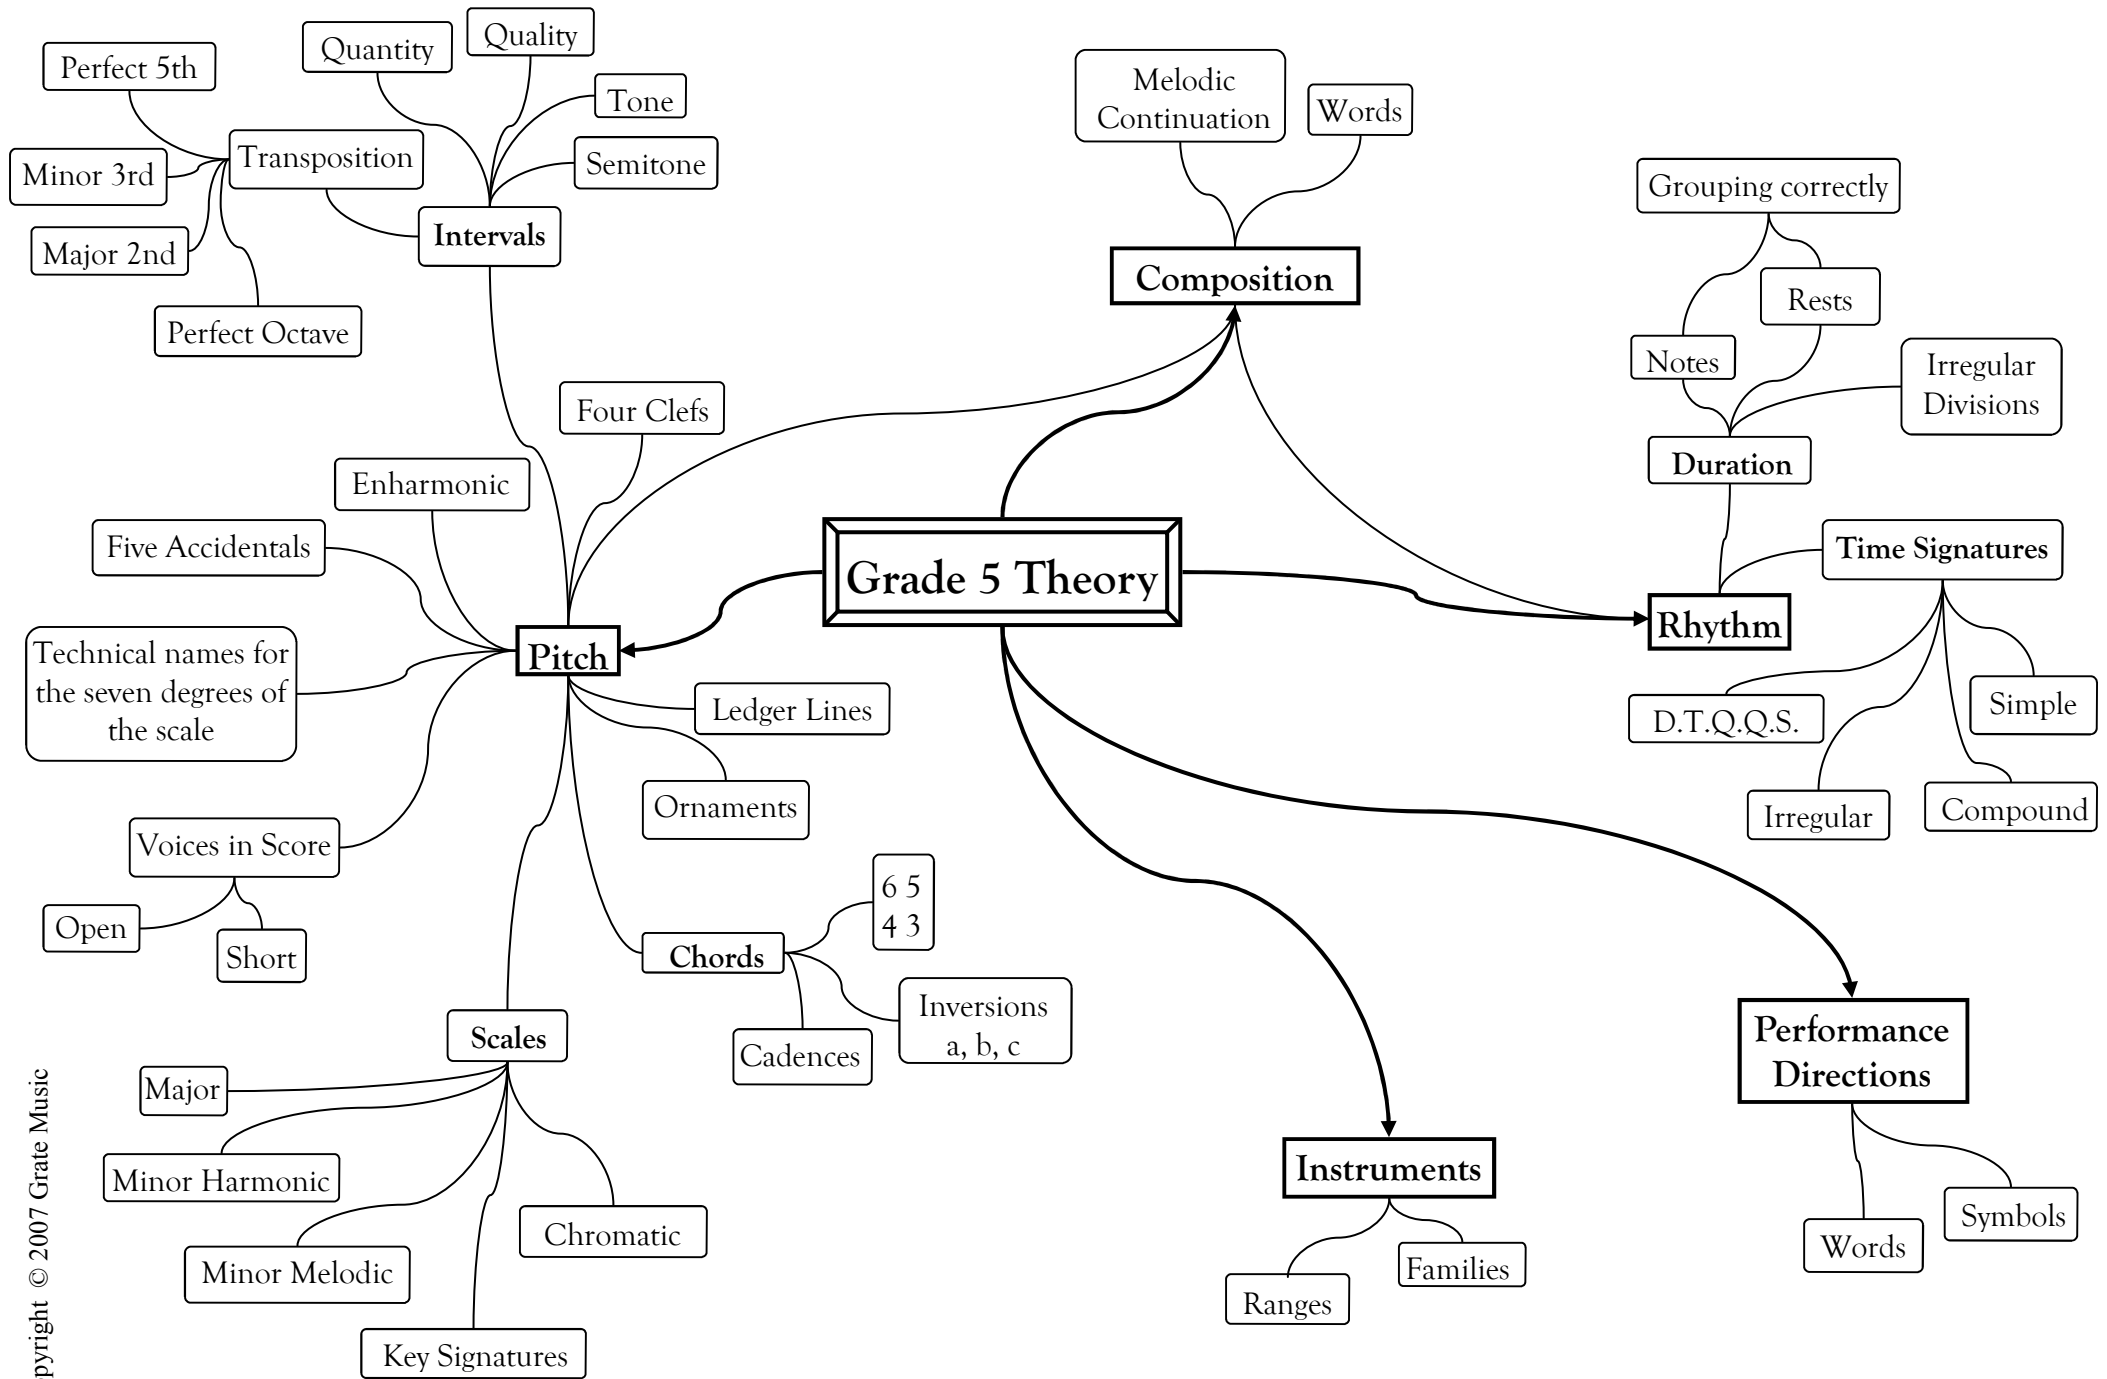 Quality
Quantity
Perfect 5th
Tone
Transposition
Semitone
Minor 3rd
Intervals
Major 2nd
Perfect Octave
Melodic
Continuation
Words
Composition
Grouping correctly
Rests
Notes
Irregular
Divisions
Duration
Time Signatures
Rhythm
D.T.Q.Q.S.
Simple
Irregular
Compound
Four Clefs
Enharmonic
Five Accidentals
Grade 5 Theory
Pitch
Technical names for
the seven degrees of
the scale
Ledger Lines
Ornaments
Voices in Score
Open
Short
6 5
4 3
Chords
Inversions
a, b, c
Cadences
Scales
Major
Minor Harmonic
Minor Melodic
Chromatic
Key Signatures
Performance
Directions
Words
Symbols
Instruments
Ranges
Families
pyright © 2007 Grate Music